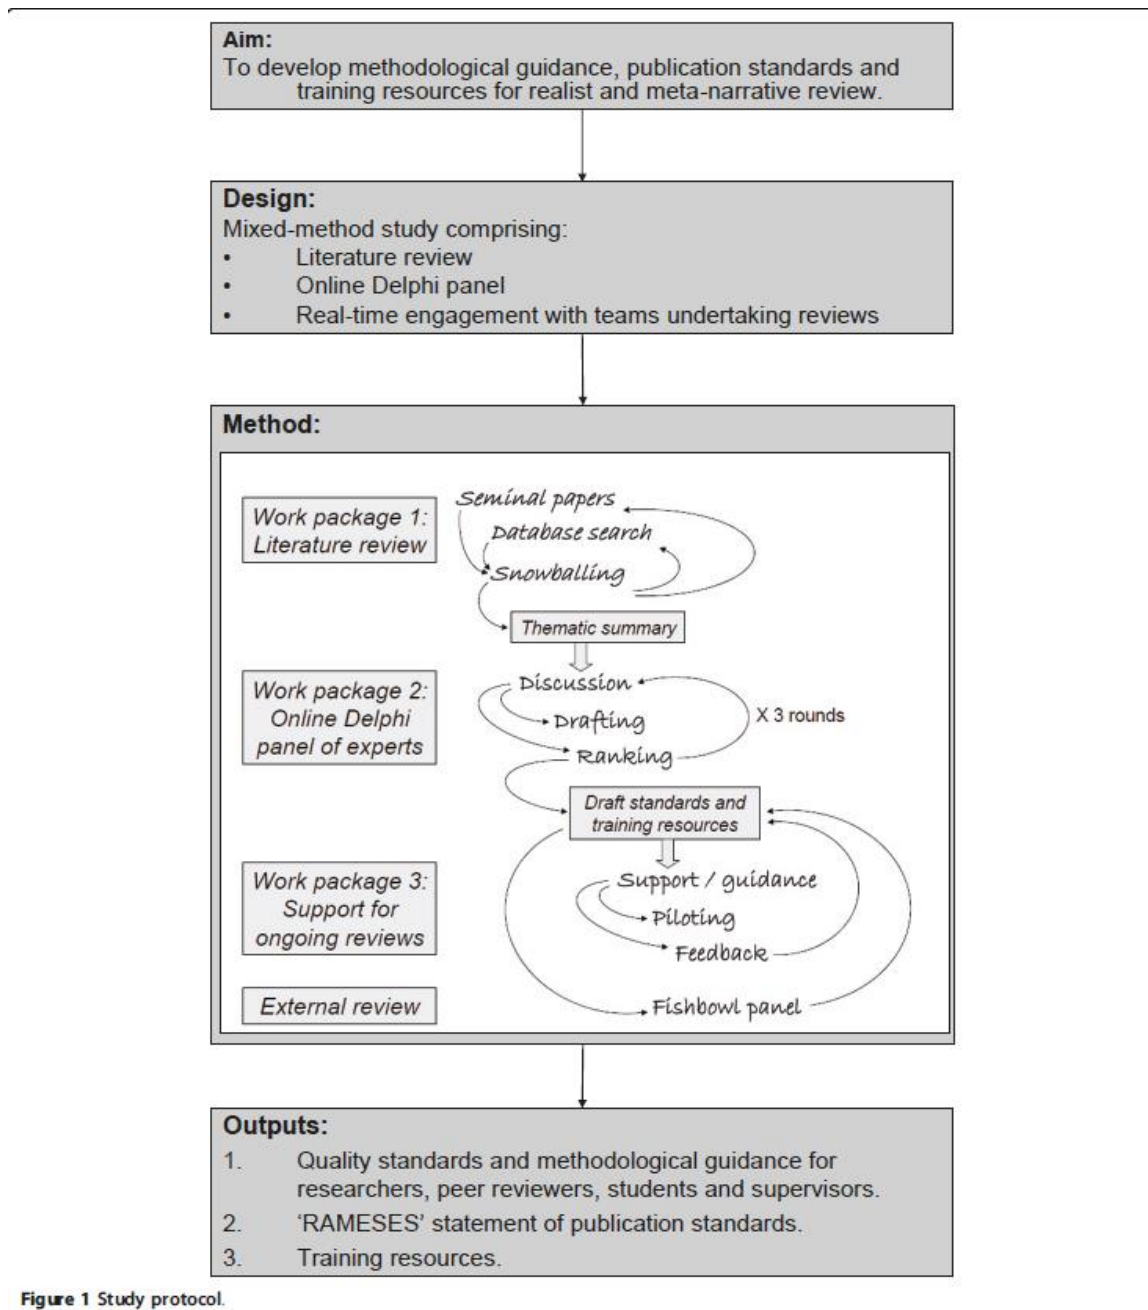 Aim:
To develop methodological guidance, publication standards and
training resources for realist and meta-narrative review.
Design:
Mixed-method study comprising:
• Literature review
• Online Delphi panel
• Real-time engagement with teams undertaking reviews
Method:
Work package 1:
Literature review
Seminal papers
Database search
Snowballing
Thematic summary
Work package 2:
Online Delphi
panel of experts
Discussion
Drafting
Ranking
X 3 rounds
Draft standards and
training resources
Work package 3:
Support for
ongoing reviews
Support / guidance
Piloting
Feedback
External review
Fishbowl panel
Outputs:
1. Quality standards and methodological guidance for
researchers, peer reviewers, students and supervisors.
2. ‘RAMESES’ statement of publication standards.
3. Training resources.
Figure 1 Study protocol.